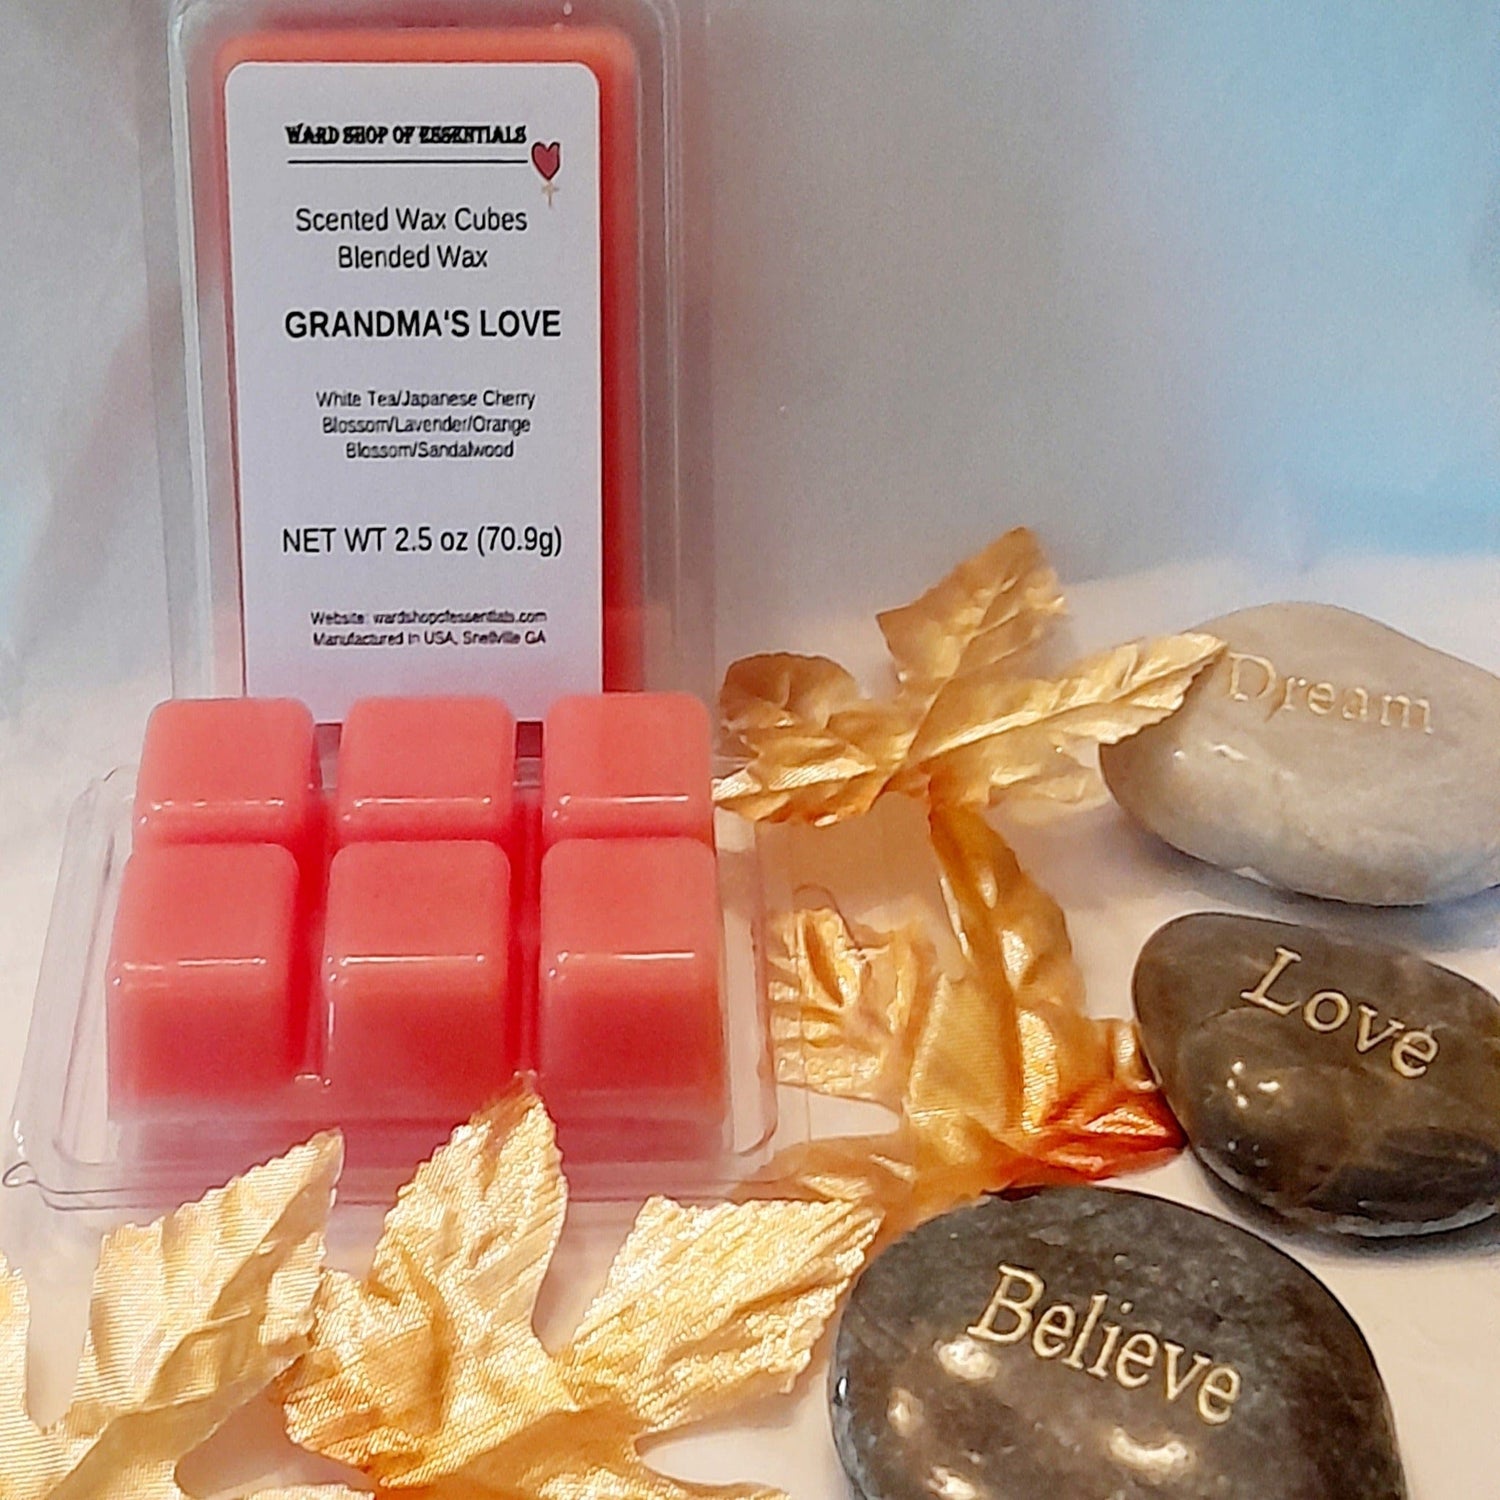 WARD SHOP OF ESSENTIALS
Scented Wax Cubes
Blended Wax
GRANDMA'S LOVE
White Tea/Japanese Cherry
Blossom/Lavender/Orange
Blossom/Sandalwood
NET WT 2.5 oz (70.9g)
Website: wardshopofessentials.com
Manufactured in USA, Snellville GA
Dream
Love
Believe